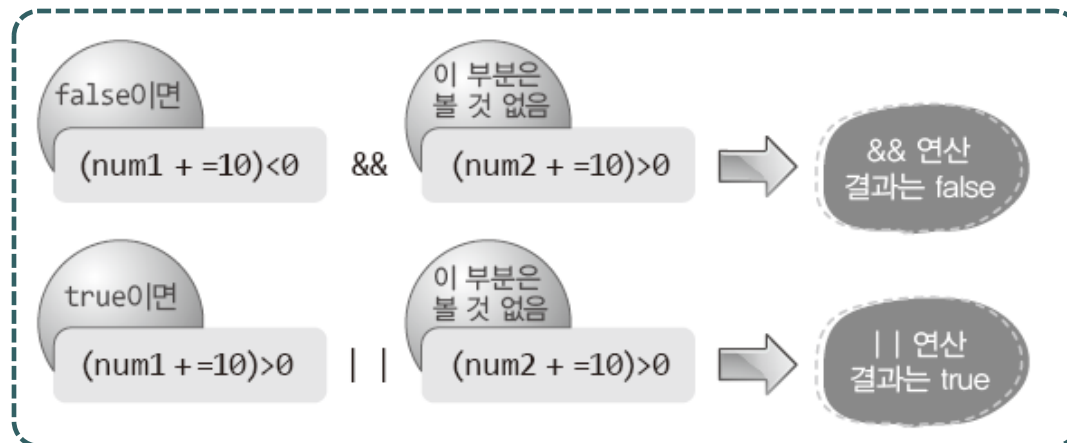 false이면
이 부분은
볼 것 없음
(num1 + =10)<0 && (num2 + =10)>0
&& 연산
결과는 false
true이면
이 부분은
볼 것 없음
(num1 + =10)>0 || (num2 + =10)>0
|| 연산
결과는 true